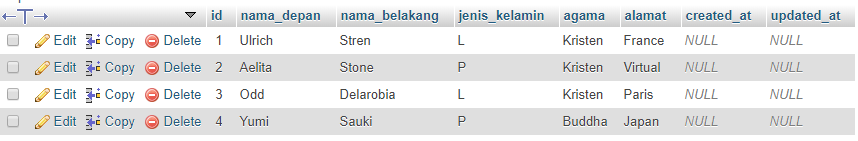 ←T→ ▼ id nama_depan nama_belakang jenis_kelamin agama alamat created_at updated_at
Edit Copy Delete 1 Ulrich Stren L Kristen France NULL NULL
Edit Copy Delete 2 Aelita Stone P Kristen Virtual NULL NULL
Edit Copy Delete 3 Odd Delarobia L Kristen Paris NULL NULL
Edit Copy Delete 4 Yumi Sauki P Buddha Japan NULL NULL